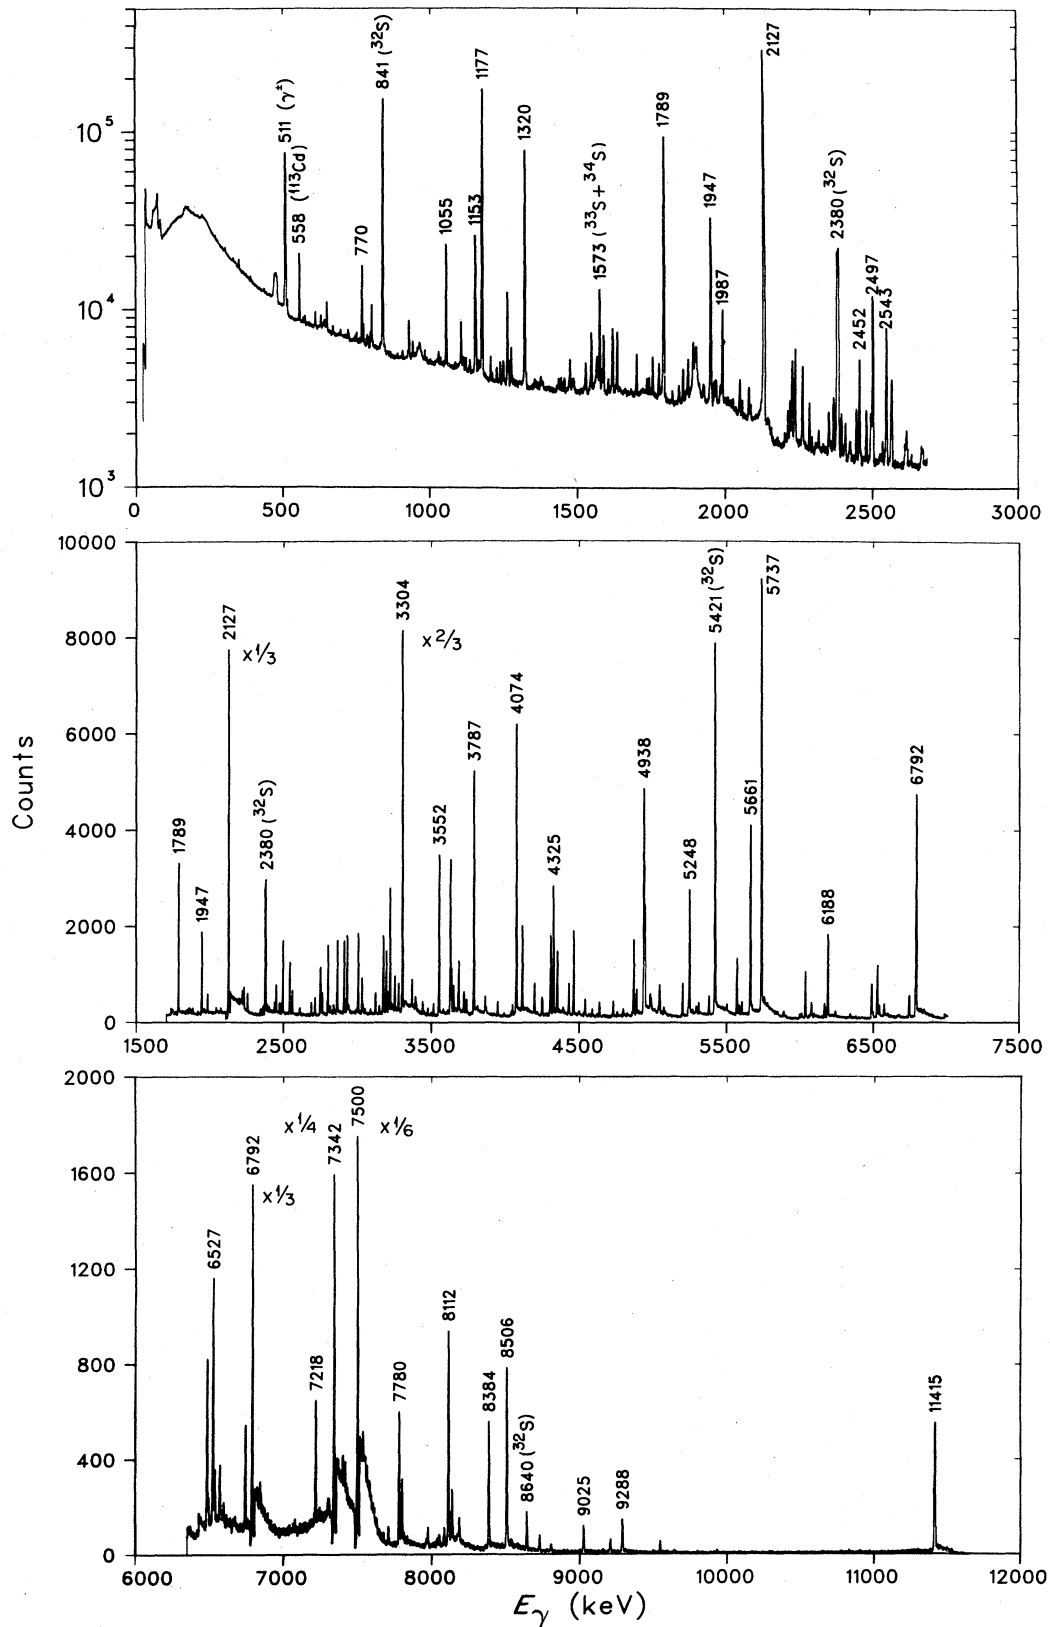 511 (γ±)
558 (113Cd)
770
841 (32S)
1055
1153
1177
1320
1573 (33S + 34S)
1789
1947
1987
2127
2380 (32S)
2452
2497
2543
10^5
10^4
10^3
0 500 1000 1500 2000 2500 3000
10000
8000
6000
4000
2000
0
1789
1947
2127
x 1/3
2380 (32S)
3304
x 2/3
3552
3787
4074
4325
4938
5248
5421 (32S)
5661
5737
6188
6792
1500 2500 3500 4500 5500 6500 7500
Counts
2000
1600
1200
800
400
0
6527
6792
x 1/3
7218
x 1/4
7342
7500
x 1/6
7780
8112
8384
8506
8640 (32S)
9025
9288
11415
6000 7000 8000 9000 10000 11000 12000
Eγ (keV)